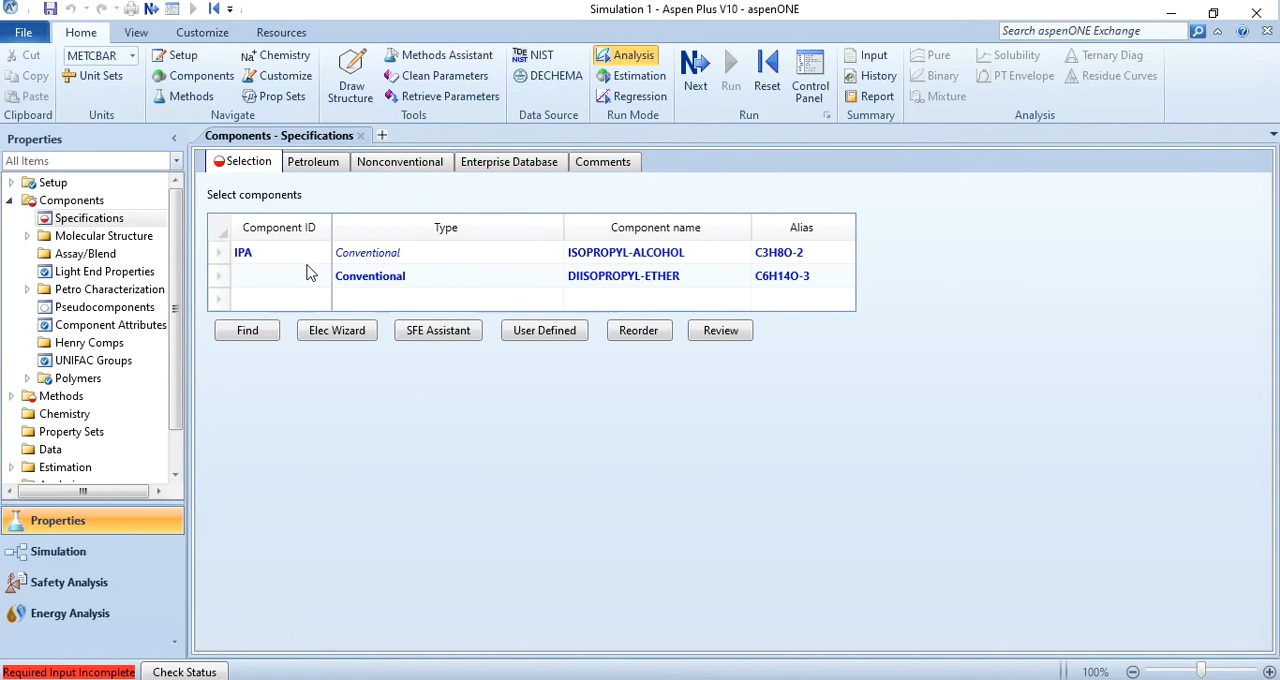 Simulation 1 - Aspen Plus V10 - aspenONE
File Home View Customize Resources Search aspenONE Exchange
Cut METCBAR Setup Chemistry Methods Assistant NIST Analysis Input Pure Solubility Ternary Diag
Copy Unit Sets Components Customize Draw Structure Clean Parameters DECHEMA Estimation Next Run Reset Control Panel History Binary PT Envelope Residue Curves
Paste Methods Prop Sets Retrieve Parameters Regression Report Mixture
Clipboard Units Navigate Tools Data Source Run Mode Run Summary Analysis
Properties
All Items
Setup
Components
Specifications
Molecular Structure
Assay/Blend
Light End Properties
Petro Characterization
Pseudocomponents
Component Attributes
Henry Comps
UNIFAC Groups
Polymers
Methods
Chemistry
Property Sets
Data
Estimation
Properties
Simulation
Safety Analysis
Energy Analysis
Components - Specifications
Selection Petroleum Nonconventional Enterprise Database Comments
Select components
Component ID Type Component name Alias
IPA Conventional ISOPROPYL-ALCOHOL C3H8O-2
Conventional DIISOPROPYL-ETHER C6H14O-3
Find Elec Wizard SFE Assistant User Defined Reorder Review
Required Input Incomplete Check Status 100%